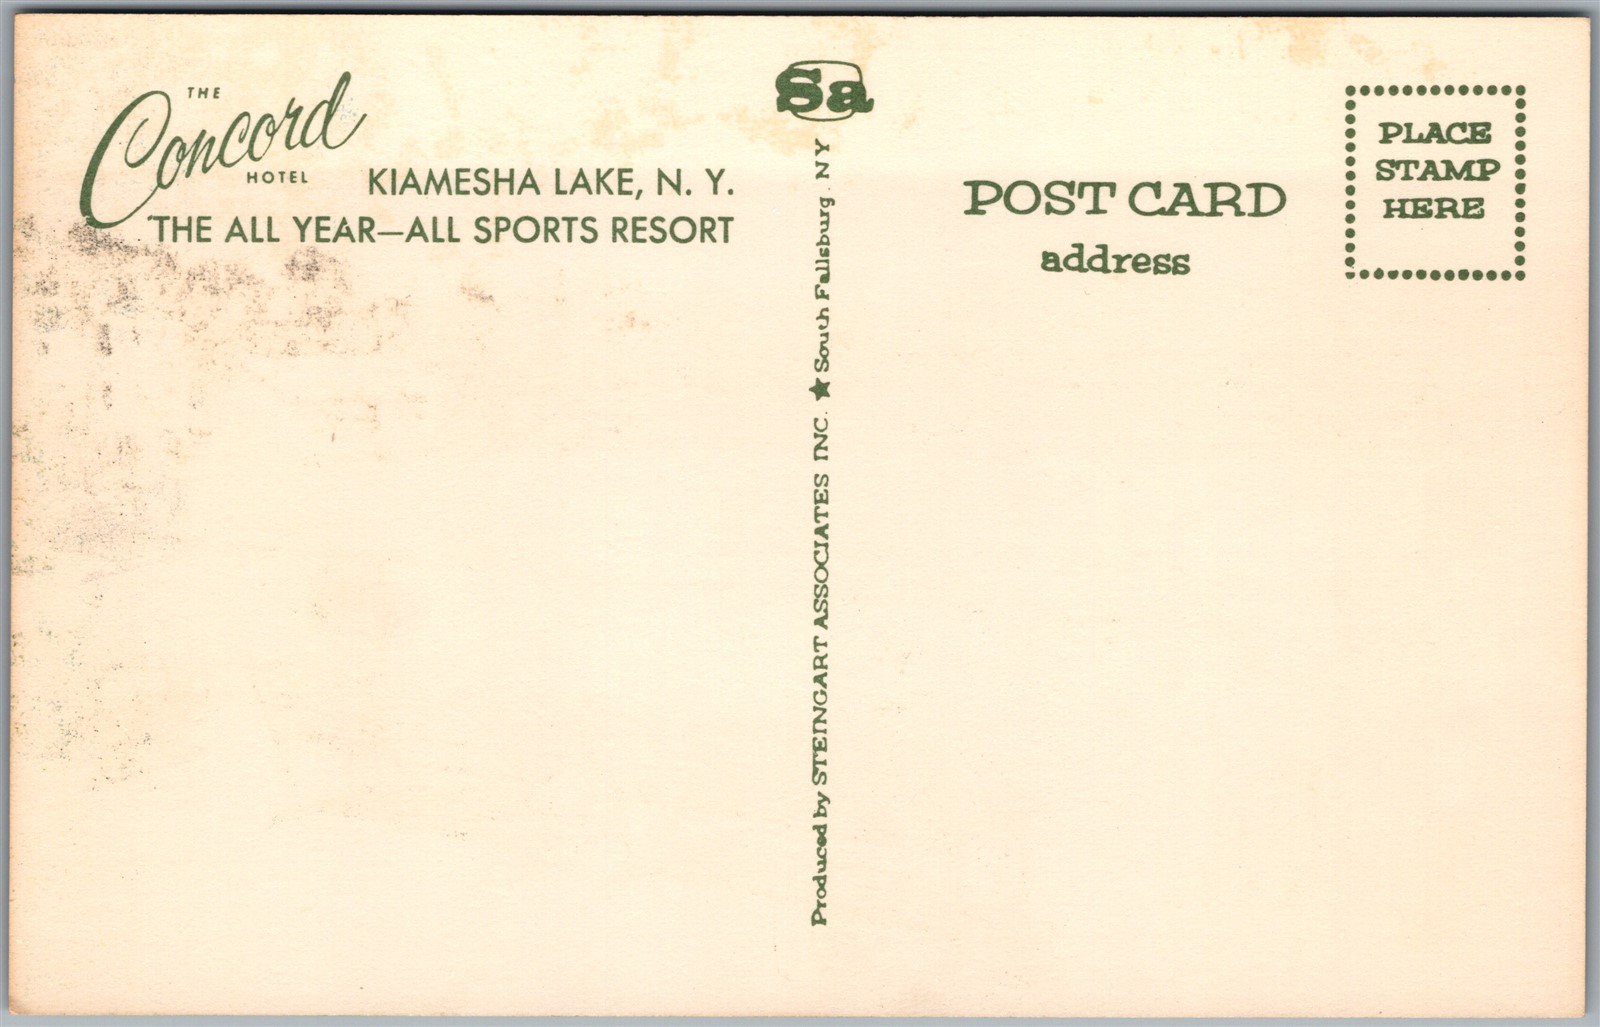 THE
Concord
HOTEL
KIAMESHA LAKE, N. Y.
THE ALL YEAR—ALL SPORTS RESORT
Sa
Produced by STEINGART ASSOCIATES INC. ★ South Fallsburg, NY
POST CARD
address
PLACE
STAMP
HERE